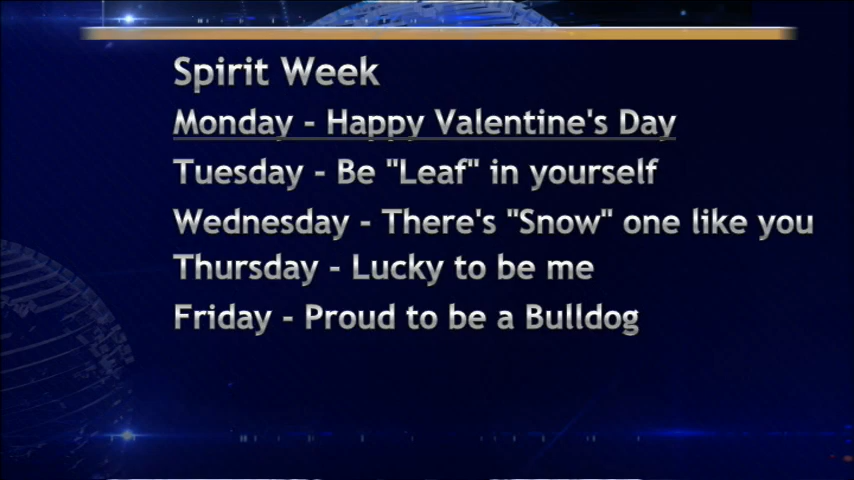 Spirit Week
Monday - Happy Valentine's Day
Tuesday - Be "Leaf" in yourself
Wednesday - There's "Snow" one like you
Thursday - Lucky to be me
Friday - Proud to be a Bulldog